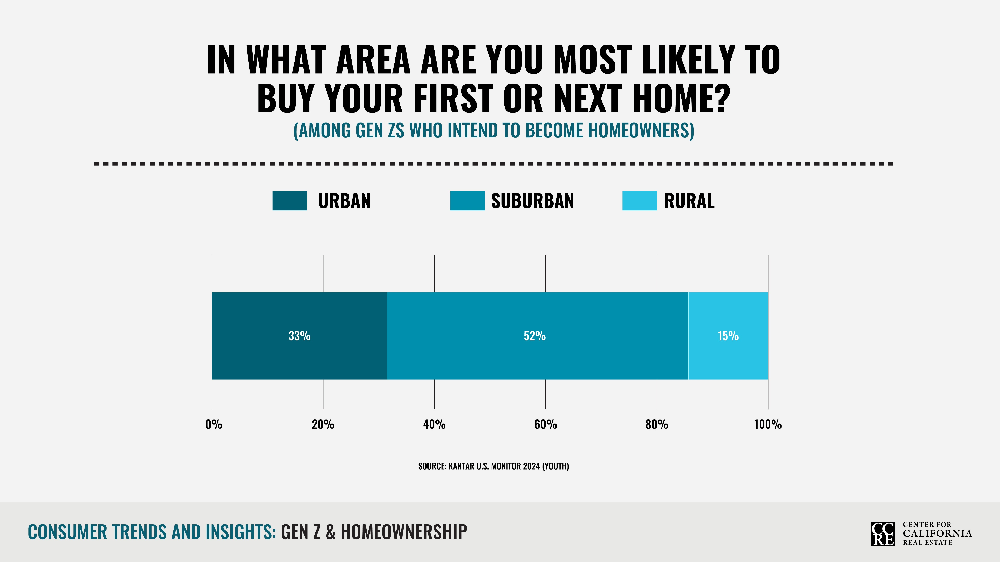 IN WHAT AREA ARE YOU MOST LIKELY TO
BUY YOUR FIRST OR NEXT HOME?
(AMONG GEN ZS WHO INTEND TO BECOME HOMEOWNERS)
URBAN SUBURBAN RURAL
33% 52% 15%
0% 20% 40% 60% 80% 100%
SOURCE: KANTAR U.S. MONITOR 2024 (YOUTH)
CONSUMER TRENDS AND INSIGHTS: GEN Z & HOMEOWNERSHIP
CC
RE
CENTER FOR
CALIFORNIA
REAL ESTATE